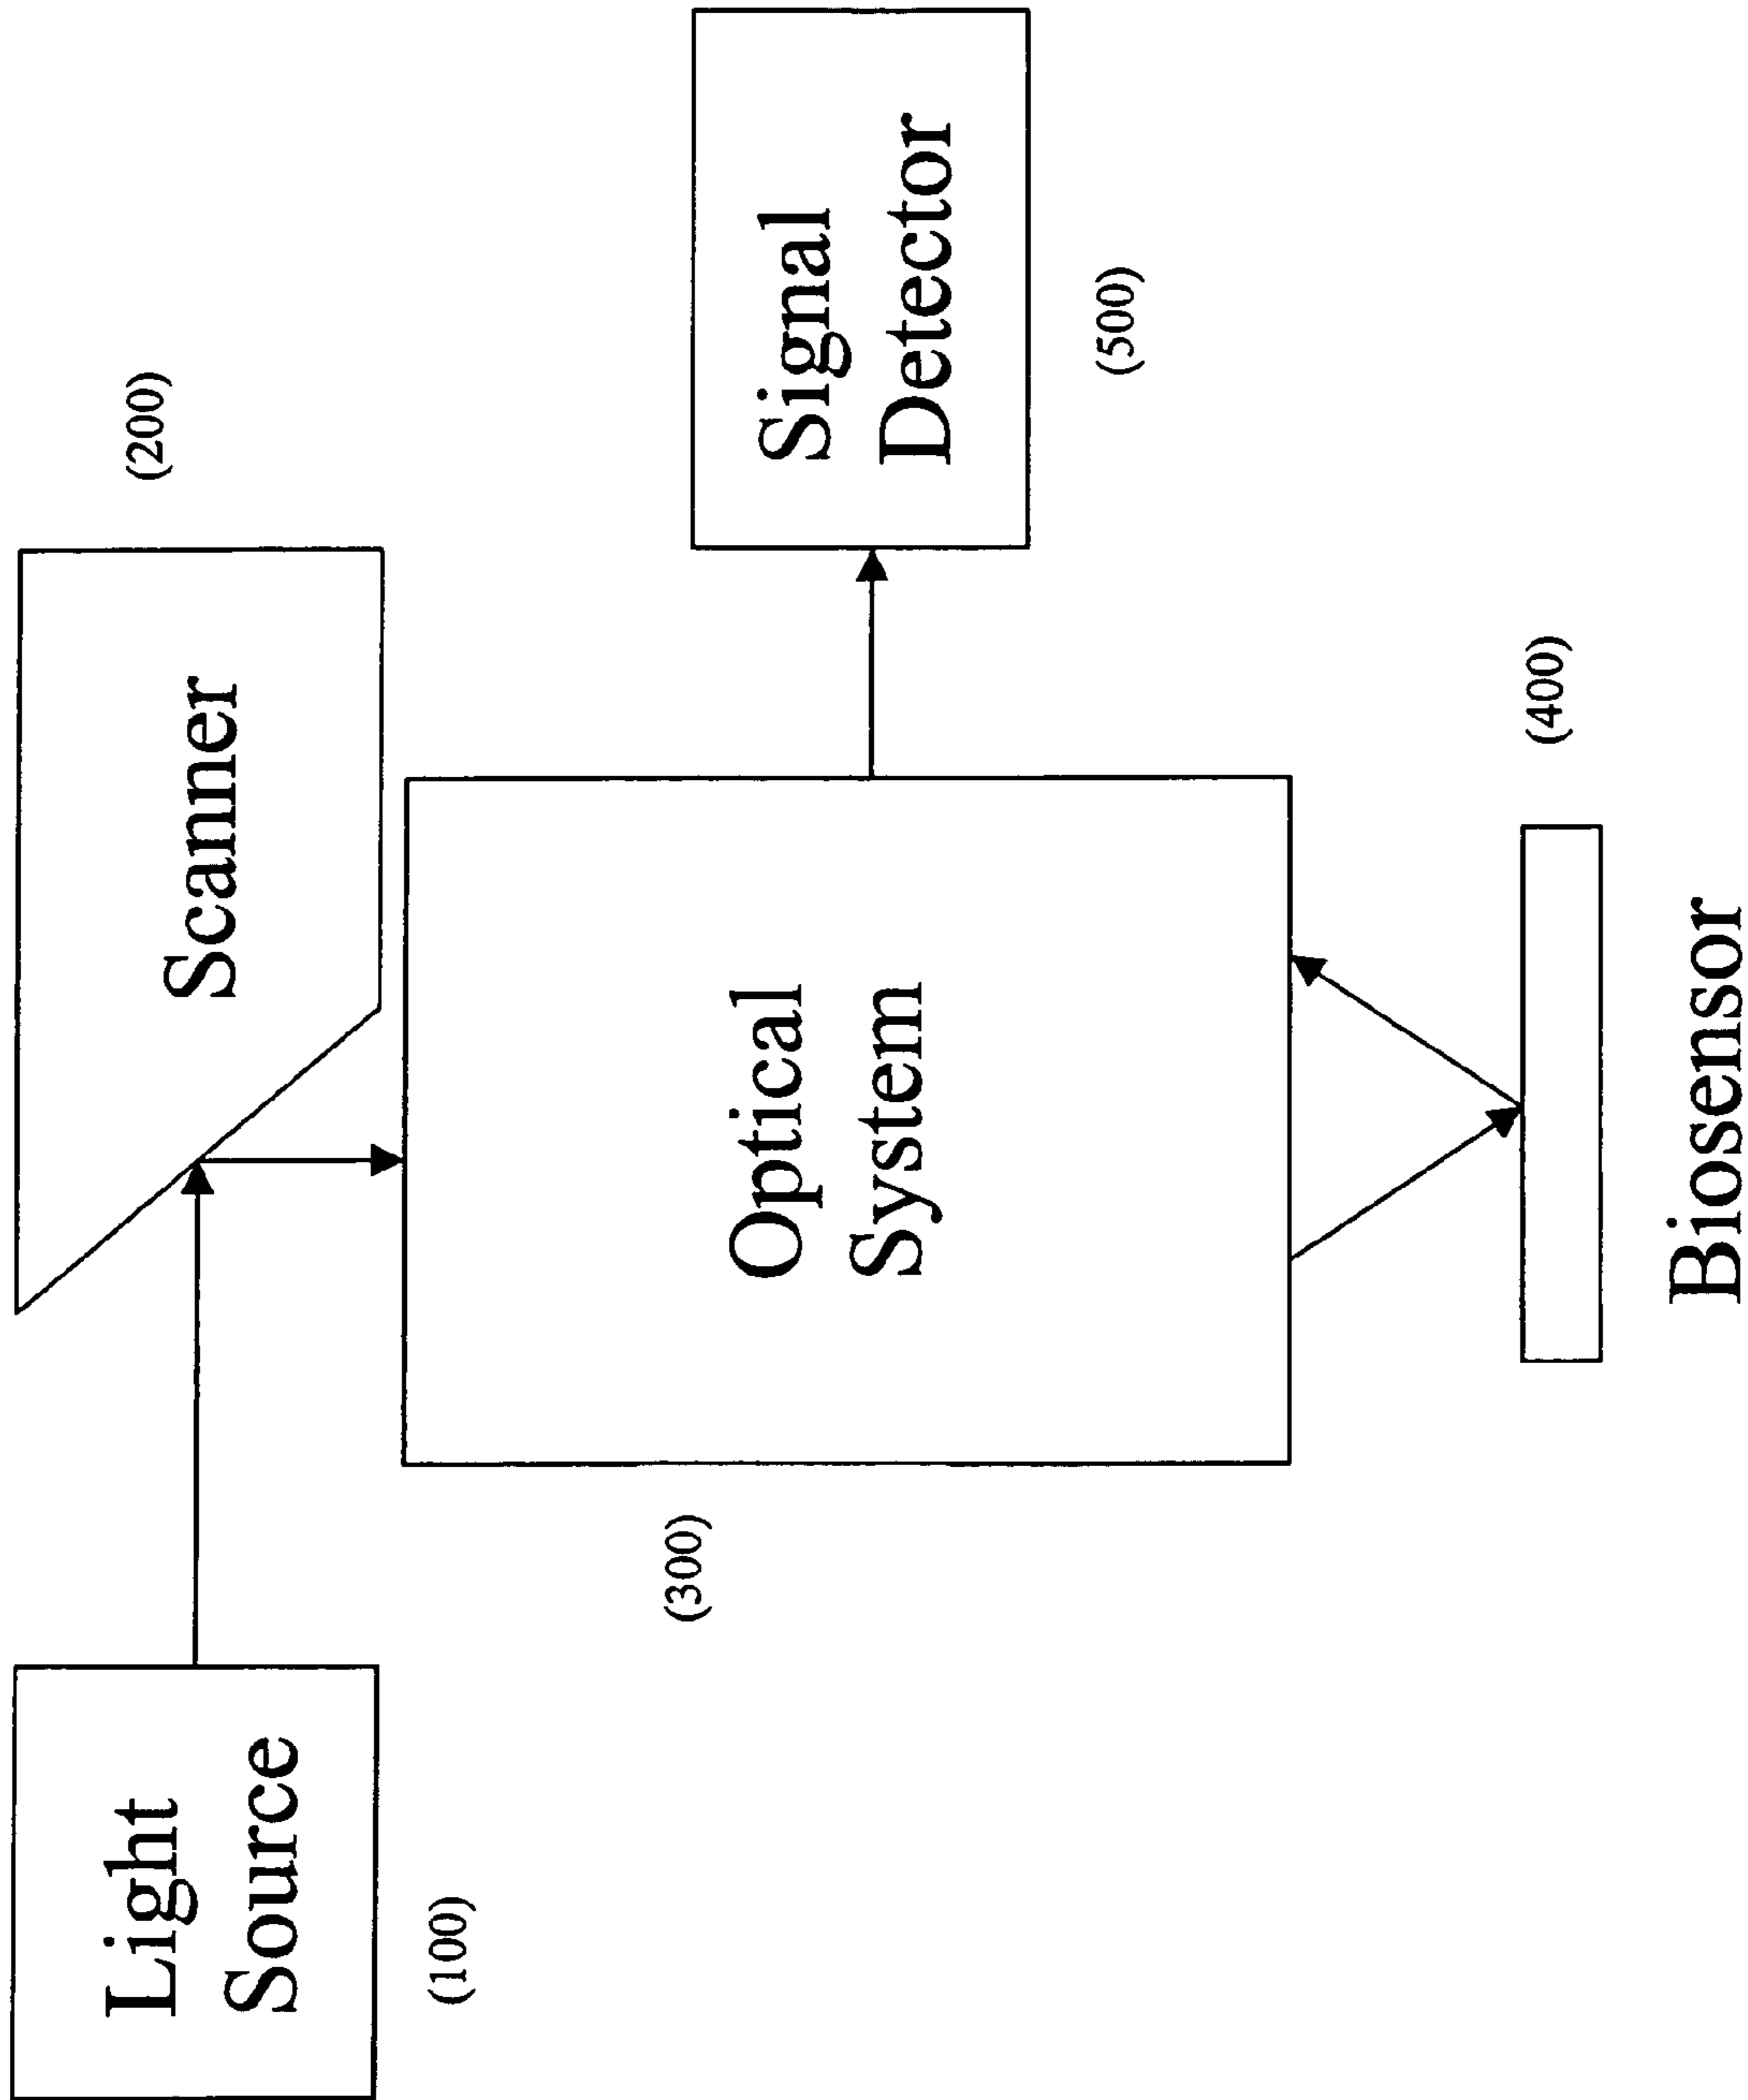 Light
Source
(100)
Scanner
(200)
Optical
System
(300)
Signal
Detector
(500)
(400)
Biosensor